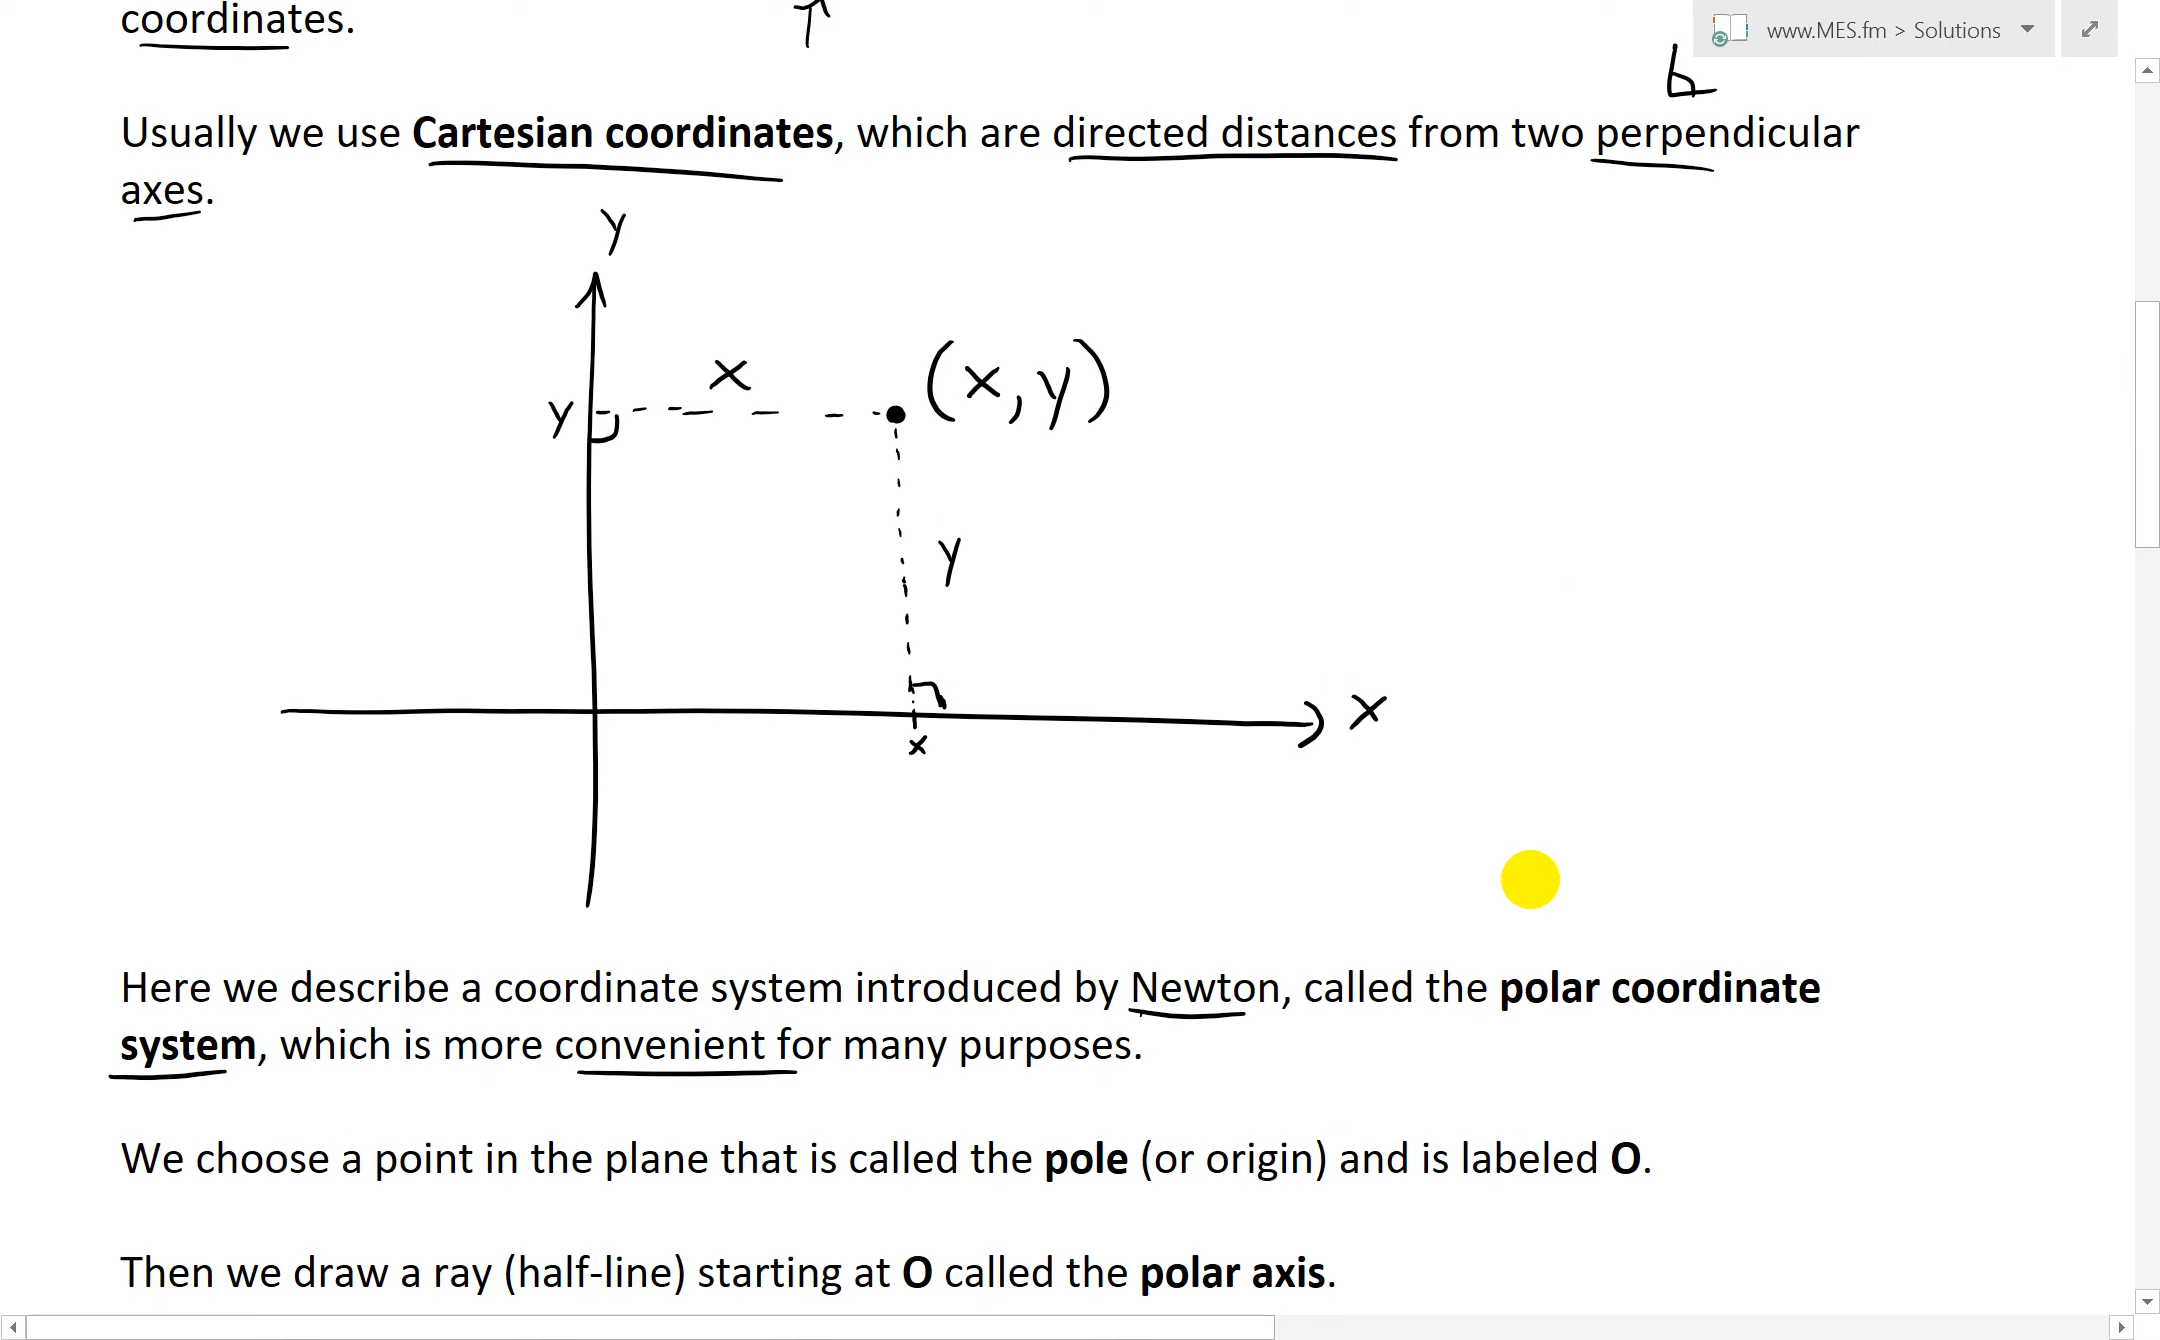 coordinates.
www.MES.fm > Solutions
Usually we use Cartesian coordinates, which are directed distances from two perpendicular
axes.
y
x
(x, y)
y
y
x
x
Here we describe a coordinate system introduced by Newton, called the polar coordinate
system, which is more convenient for many purposes.
We choose a point in the plane that is called the pole (or origin) and is labeled O.
Then we draw a ray (half-line) starting at O called the polar axis.